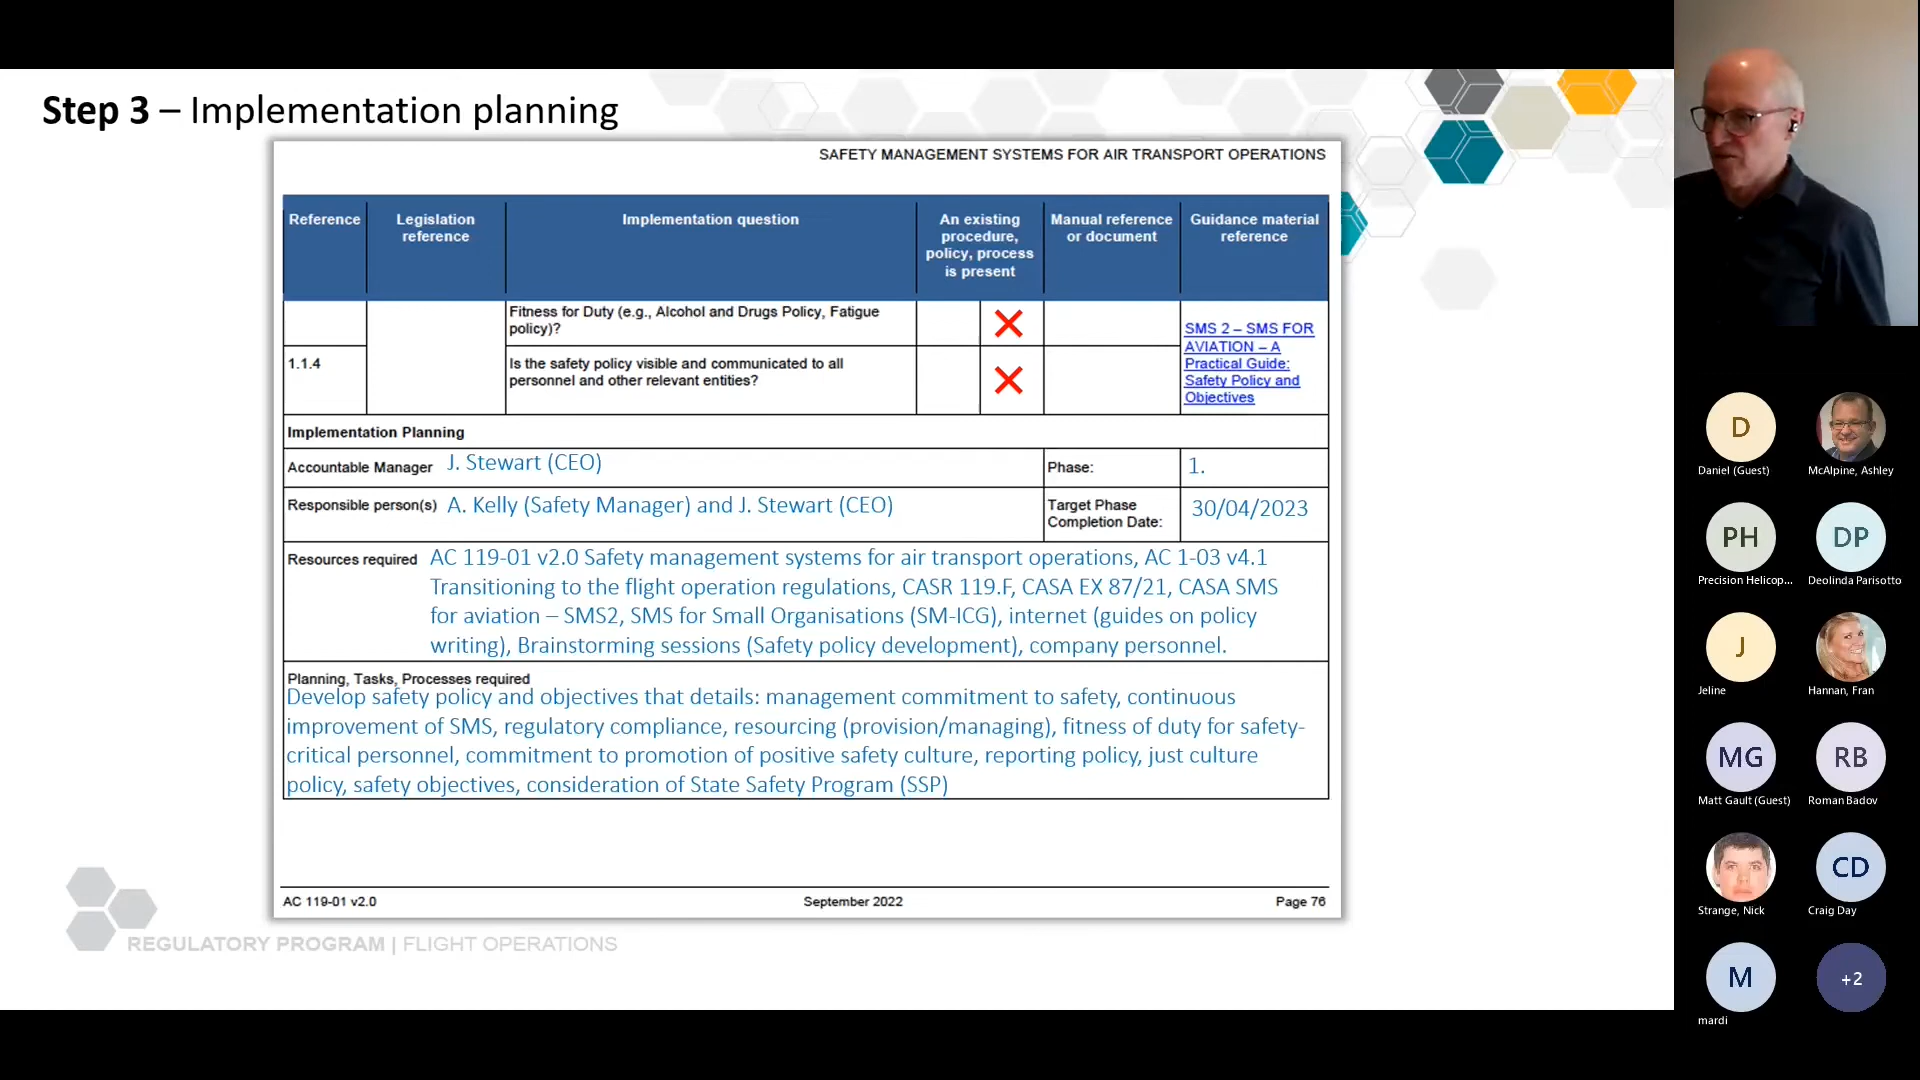 Step 3 – Implementation planning
SAFETY MANAGEMENT SYSTEMS FOR AIR TRANSPORT OPERATIONS
Reference
Legislation
reference
Implementation question
An existing
procedure,
policy, process
is present
Manual reference
or document
Guidance material
reference
Fitness for Duty (e.g., Alcohol and Drugs Policy, Fatigue
policy)?
1.1.4
Is the safety policy visible and communicated to all
personnel and other relevant entities?
SMS 2 – SMS FOR
AVIATION – A
Practical Guide:
Safety Policy and
Objectives
Implementation Planning
Accountable Manager J. Stewart (CEO)
Phase: 1.
Responsible person(s) A. Kelly (Safety Manager) and J. Stewart (CEO)
Target Phase
Completion Date:
30/04/2023
Resources required AC 119-01 v2.0 Safety management systems for air transport operations, AC 1-03 v4.1
Transitioning to the flight operation regulations, CASR 119.F, CASA EX 87/21, CASA SMS
for aviation – SMS2, SMS for Small Organisations (SM-ICG), internet (guides on policy
writing), Brainstorming sessions (Safety policy development), company personnel.
Planning, Tasks, Processes required
Develop safety policy and objectives that details: management commitment to safety, continuous
improvement of SMS, regulatory compliance, resourcing (provision/managing), fitness of duty for safety-
critical personnel, commitment to promotion of positive safety culture, reporting policy, just culture
policy, safety objectives, consideration of State Safety Program (SSP)
AC 119-01 v2.0
September 2022
Page 76
REGULATORY PROGRAM | FLIGHT OPERATIONS
D
Daniel (Guest)
McAlpine, Ashley
PH
Precision Helicop...
DP
Deolinda Parisotto
J
Jeline
Hannan, Fran
MG
Matt Gault (Guest)
RB
Roman Badov
Strange, Nick
CD
Craig Day
M
mardi
+2